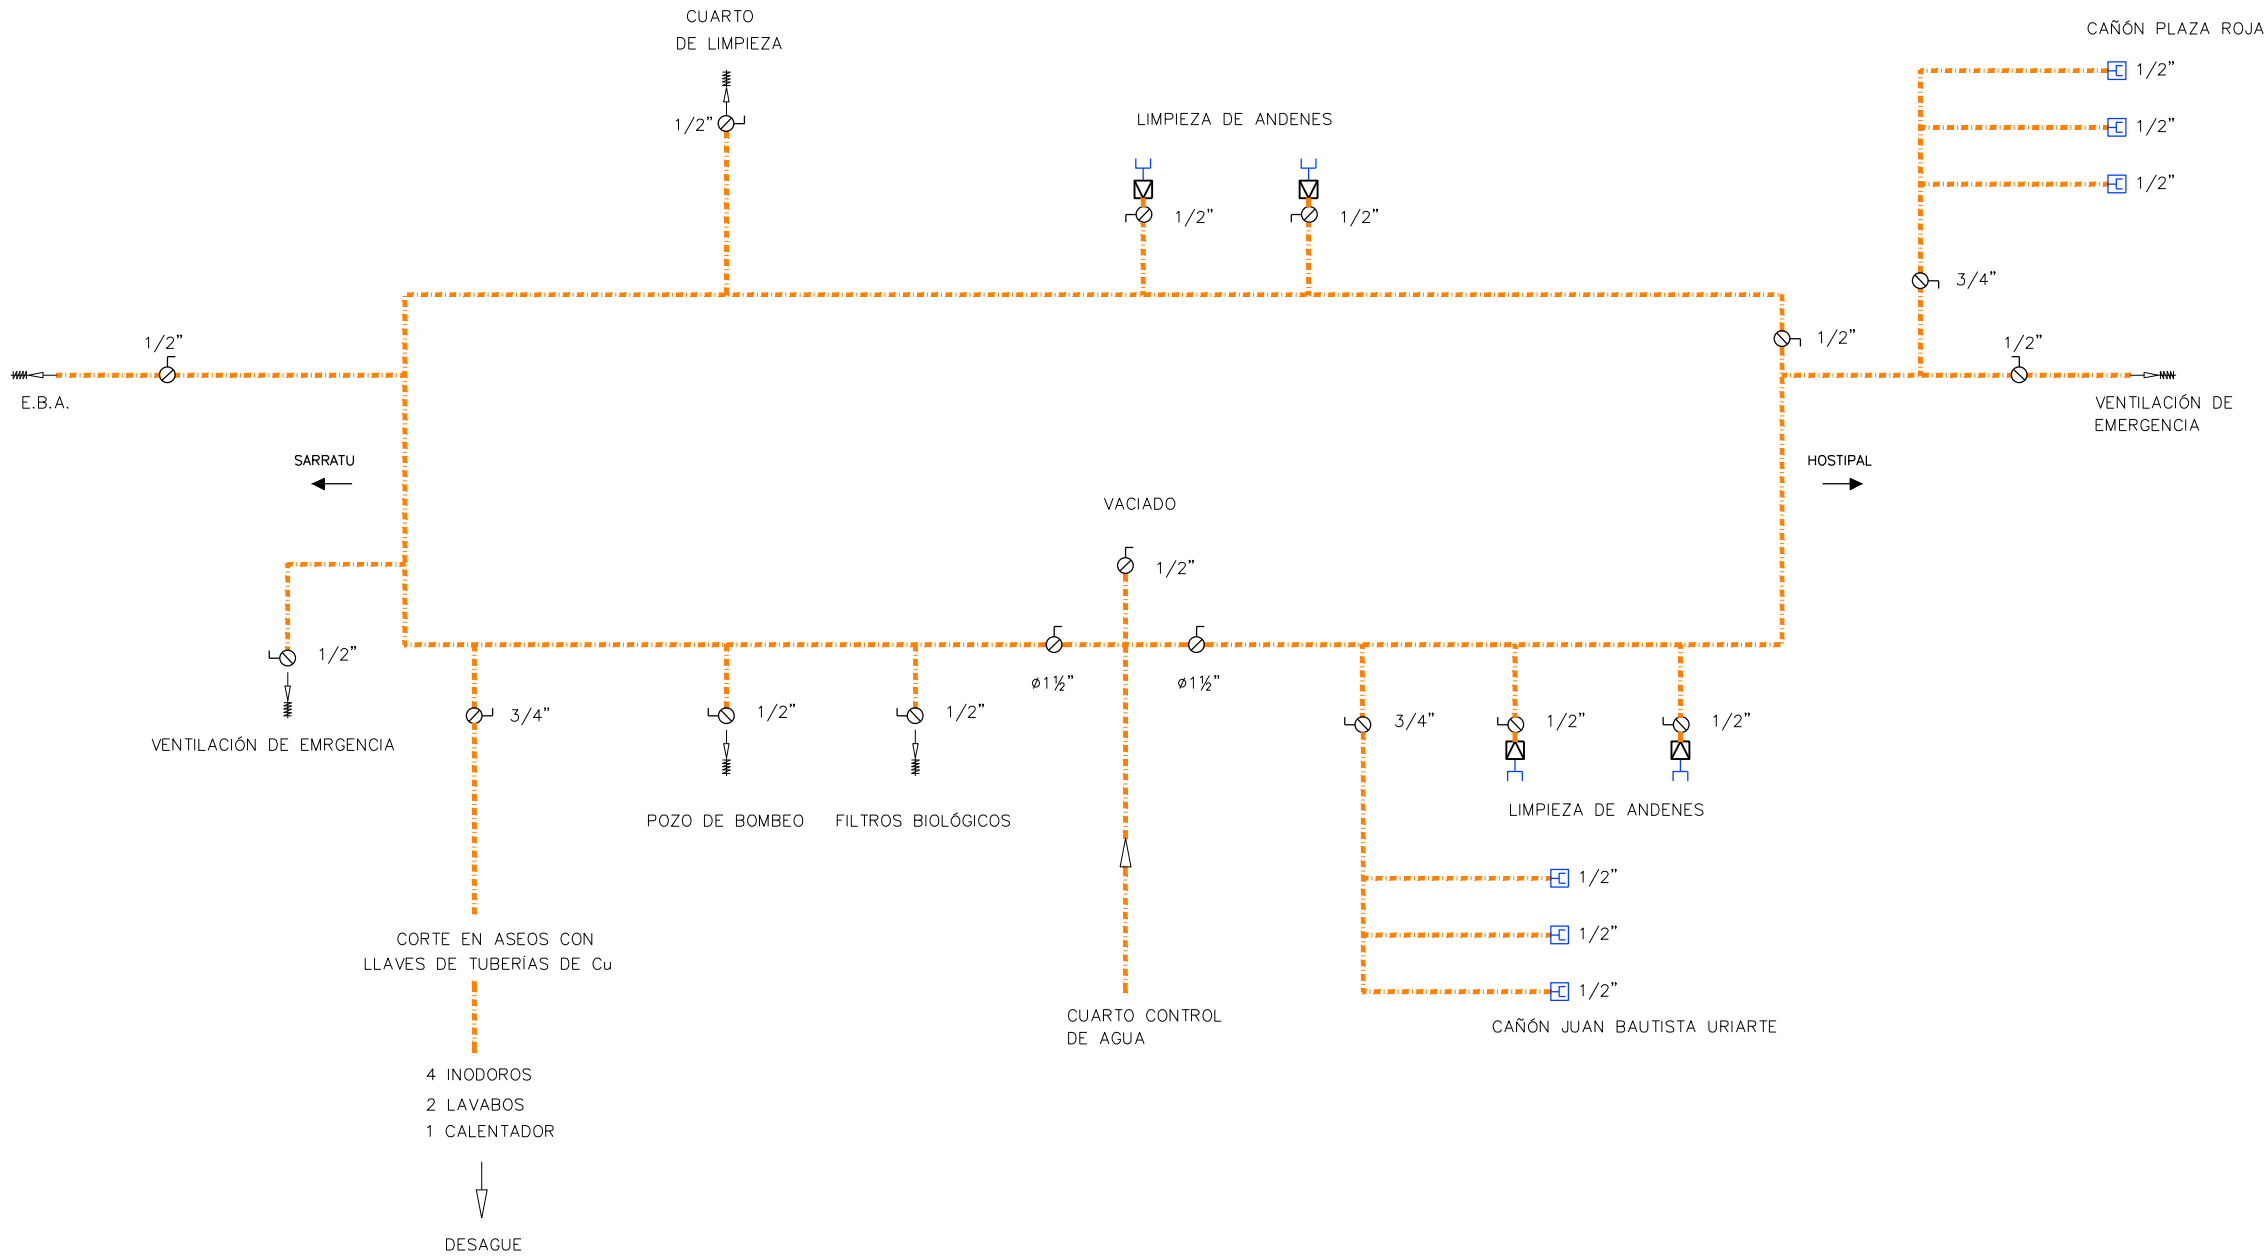 CUARTO
DE LIMPIEZA
1/2"
LIMPIEZA DE ANDENES
1/2"
1/2"
CAÑÓN PLAZA ROJA
1/2"
1/2"
1/2"
3/4"
1/2"
1/2"
1/2"
E.B.A.
VENTILACIÓN DE
EMERGENCIA
SARRATU
HOSTIPAL
VACIADO
1/2"
1/2"
VENTILACIÓN DE EMRGENCIA
3/4"
1/2"
1/2"
ø1½"
ø1½"
3/4"
1/2"
1/2"
POZO DE BOMBEO
FILTROS BIOLÓGICOS
LIMPIEZA DE ANDENES
1/2"
1/2"
1/2"
CAÑÓN JUAN BAUTISTA URIARTE
CORTE EN ASEOS CON
LLAVES DE TUBERÍAS DE Cu
CUARTO CONTROL
DE AGUA
4 INODOROS
2 LAVABOS
1 CALENTADOR
DESAGUE